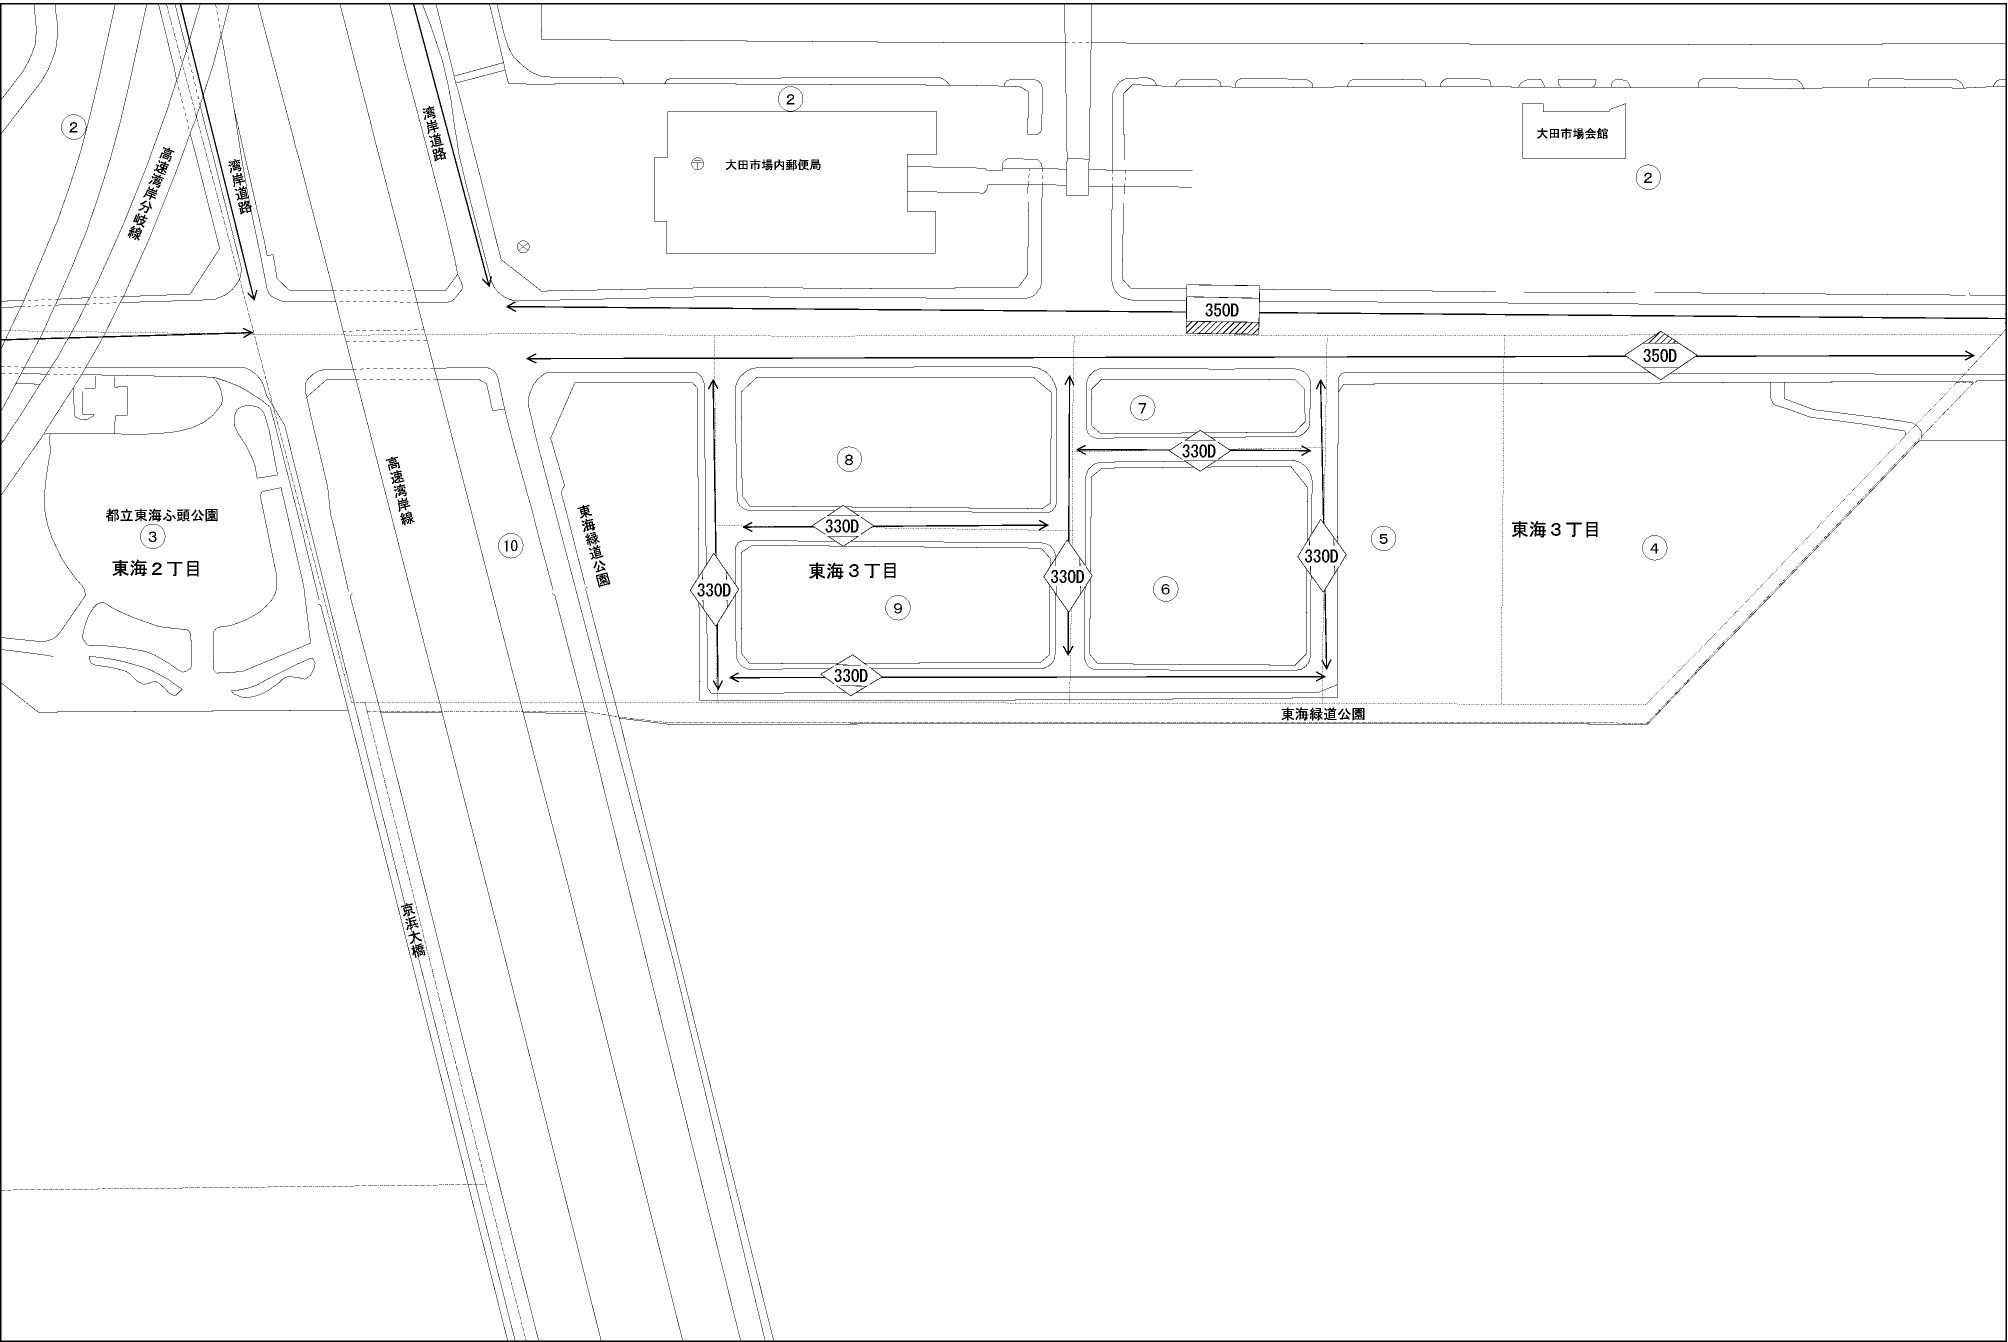 ②
②
大田市場内郵便局
大田市場会館
②
湾岸道路
湾岸道路
高速湾岸分岐線
350D
350D
⑦
330D
⑧
330D
高速湾岸線
都立東海ふ頭公園
③
東海2丁目
⑩
東海緑道公園
東海3丁目
⑨
330D
330D
⑥
330D
⑤
東海3丁目
④
330D
東海緑道公園
京浜大橋